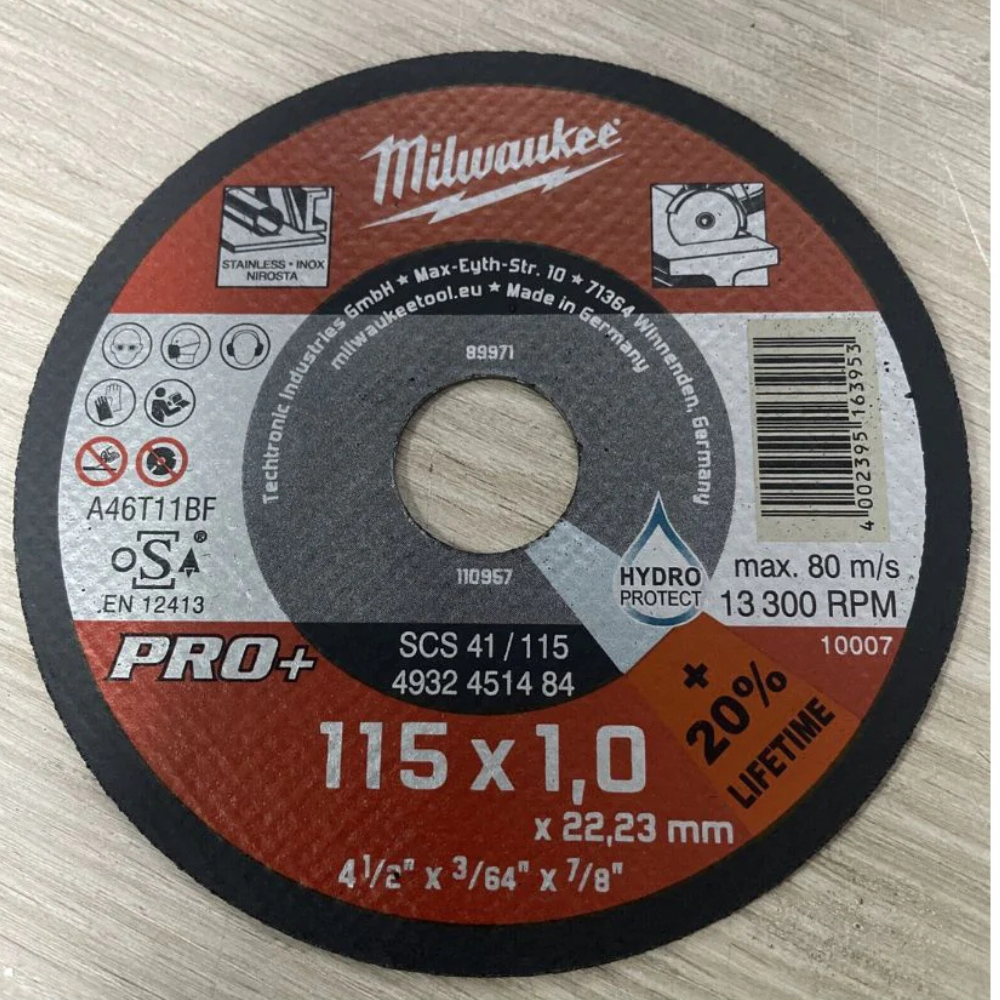 Milwaukee
STAINLESS • INOX
NIROSTA
Techtronic Industries GmbH ★ Max-Eyth-Str. 10 ★ 71364 Winnenden, Germany
milwaukeetool.eu ★ Made in Germany
89971
4 002395 163953
A46T11BF
oSA®
EN 12413
110957
HYDRO
PROTECT
max. 80 m/s
13 300 RPM
PRO+
SCS 41 / 115
4932 4514 84
10007
+
20%
LIFETIME
115 x 1,0
x 22,23 mm
4 1/2" x 3/64" x 7/8"